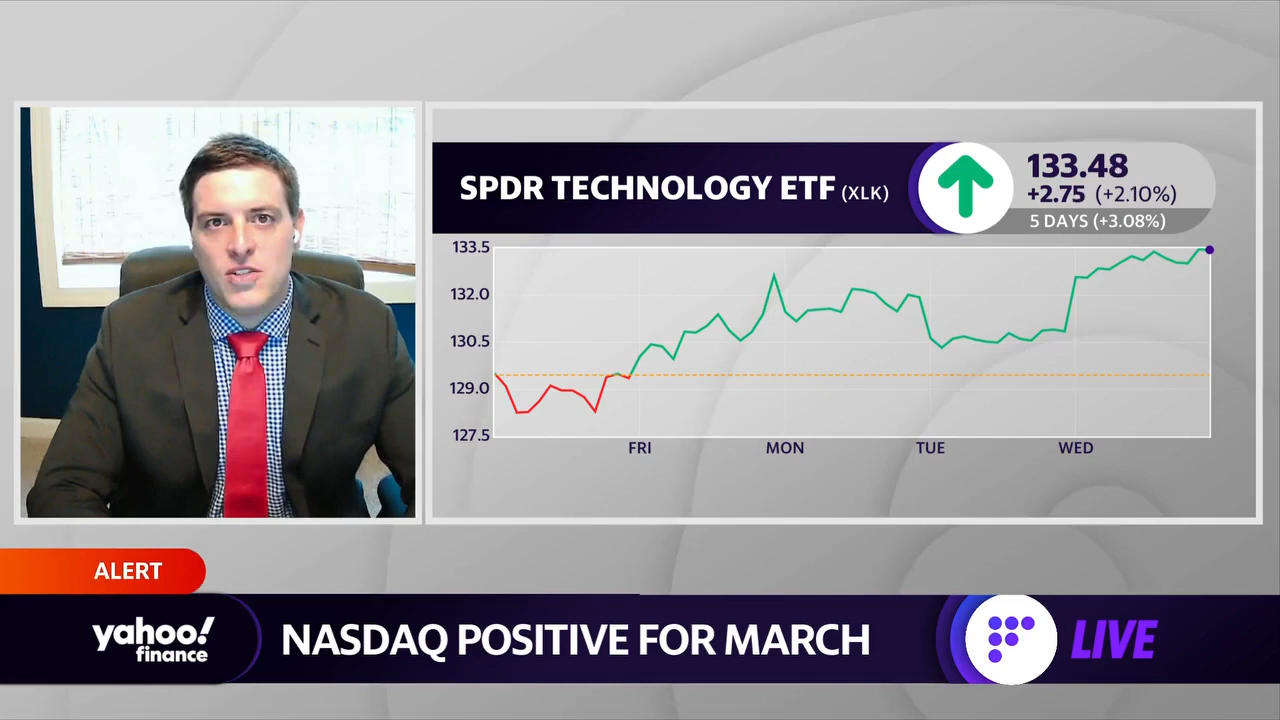 SPDR TECHNOLOGY ETF (XLK)
133.48
+2.75 (+2.10%)
5 DAYS (+3.08%)
133.5
132.0
130.5
129.0
127.5
FRI MON TUE WED
ALERT
yahoo!
finance
NASDAQ POSITIVE FOR MARCH
LIVE